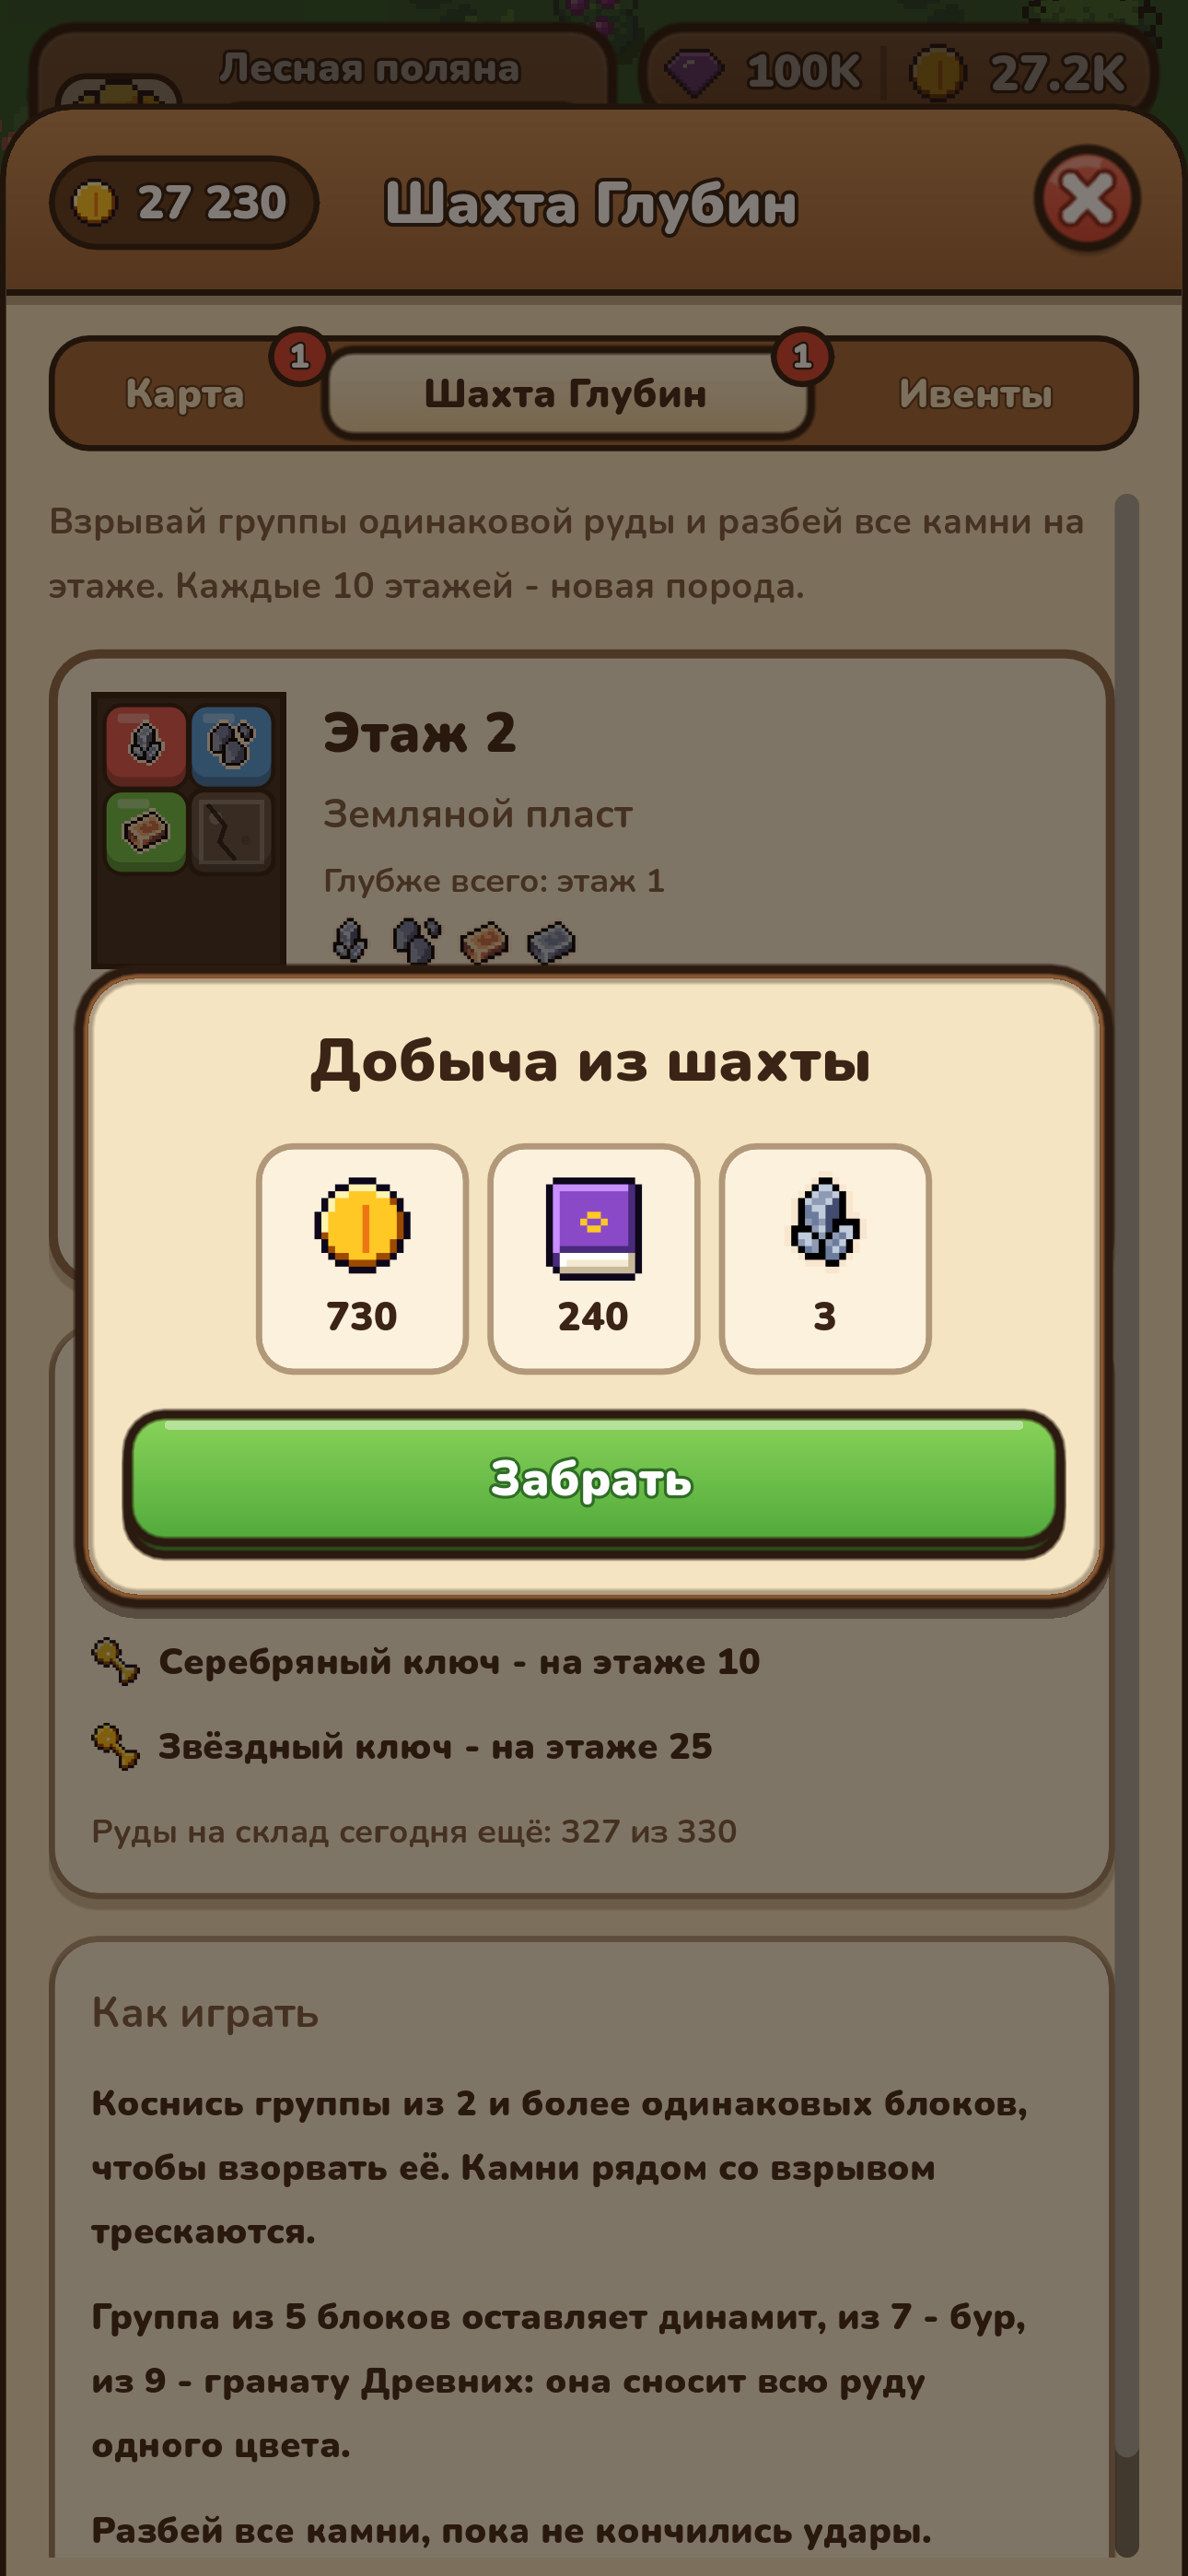 Лесная поляна
100K
27.2K
27 230
Шахта Глубин
1
1
Карта
Шахта Глубин
Ивенты
Взрывай группы одинаковой руды и разбей все камни на
этаже. Каждые 10 этажей - новая порода.
Этаж 2
Земляной пласт
Глубже всего: этаж 1
Добыча из шахты
730
240
3
Забрать
Серебряный ключ - на этаже 10
Звёздный ключ - на этаже 25
Руды на склад сегодня ещё: 327 из 330
Как играть
Коснись группы из 2 и более одинаковых блоков,
чтобы взорвать её. Камни рядом со взрывом
трескаются.
Группа из 5 блоков оставляет динамит, из 7 - бур,
из 9 - гранату Древних: она сносит всю руду
одного цвета.
Разбей все камни, пока не кончились удары.